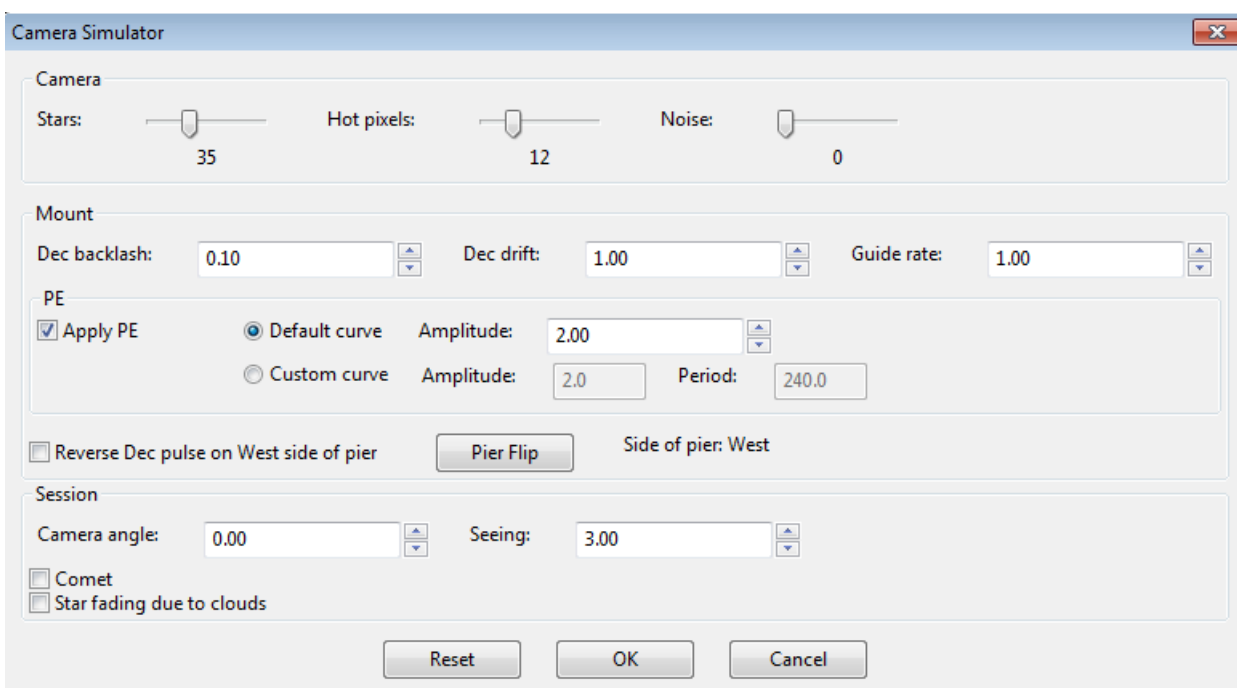 Camera Simulator
Camera
Stars: Hot pixels: Noise:
35 12 0
Mount
Dec backlash: 0.10 Dec drift: 1.00 Guide rate: 1.00
PE
Apply PE Default curve Amplitude: 2.00
Custom curve Amplitude: 2.0 Period: 240.0
Reverse Dec pulse on West side of pier Pier Flip Side of pier: West
Session
Camera angle: 0.00 Seeing: 3.00
Comet
Star fading due to clouds
Reset OK Cancel